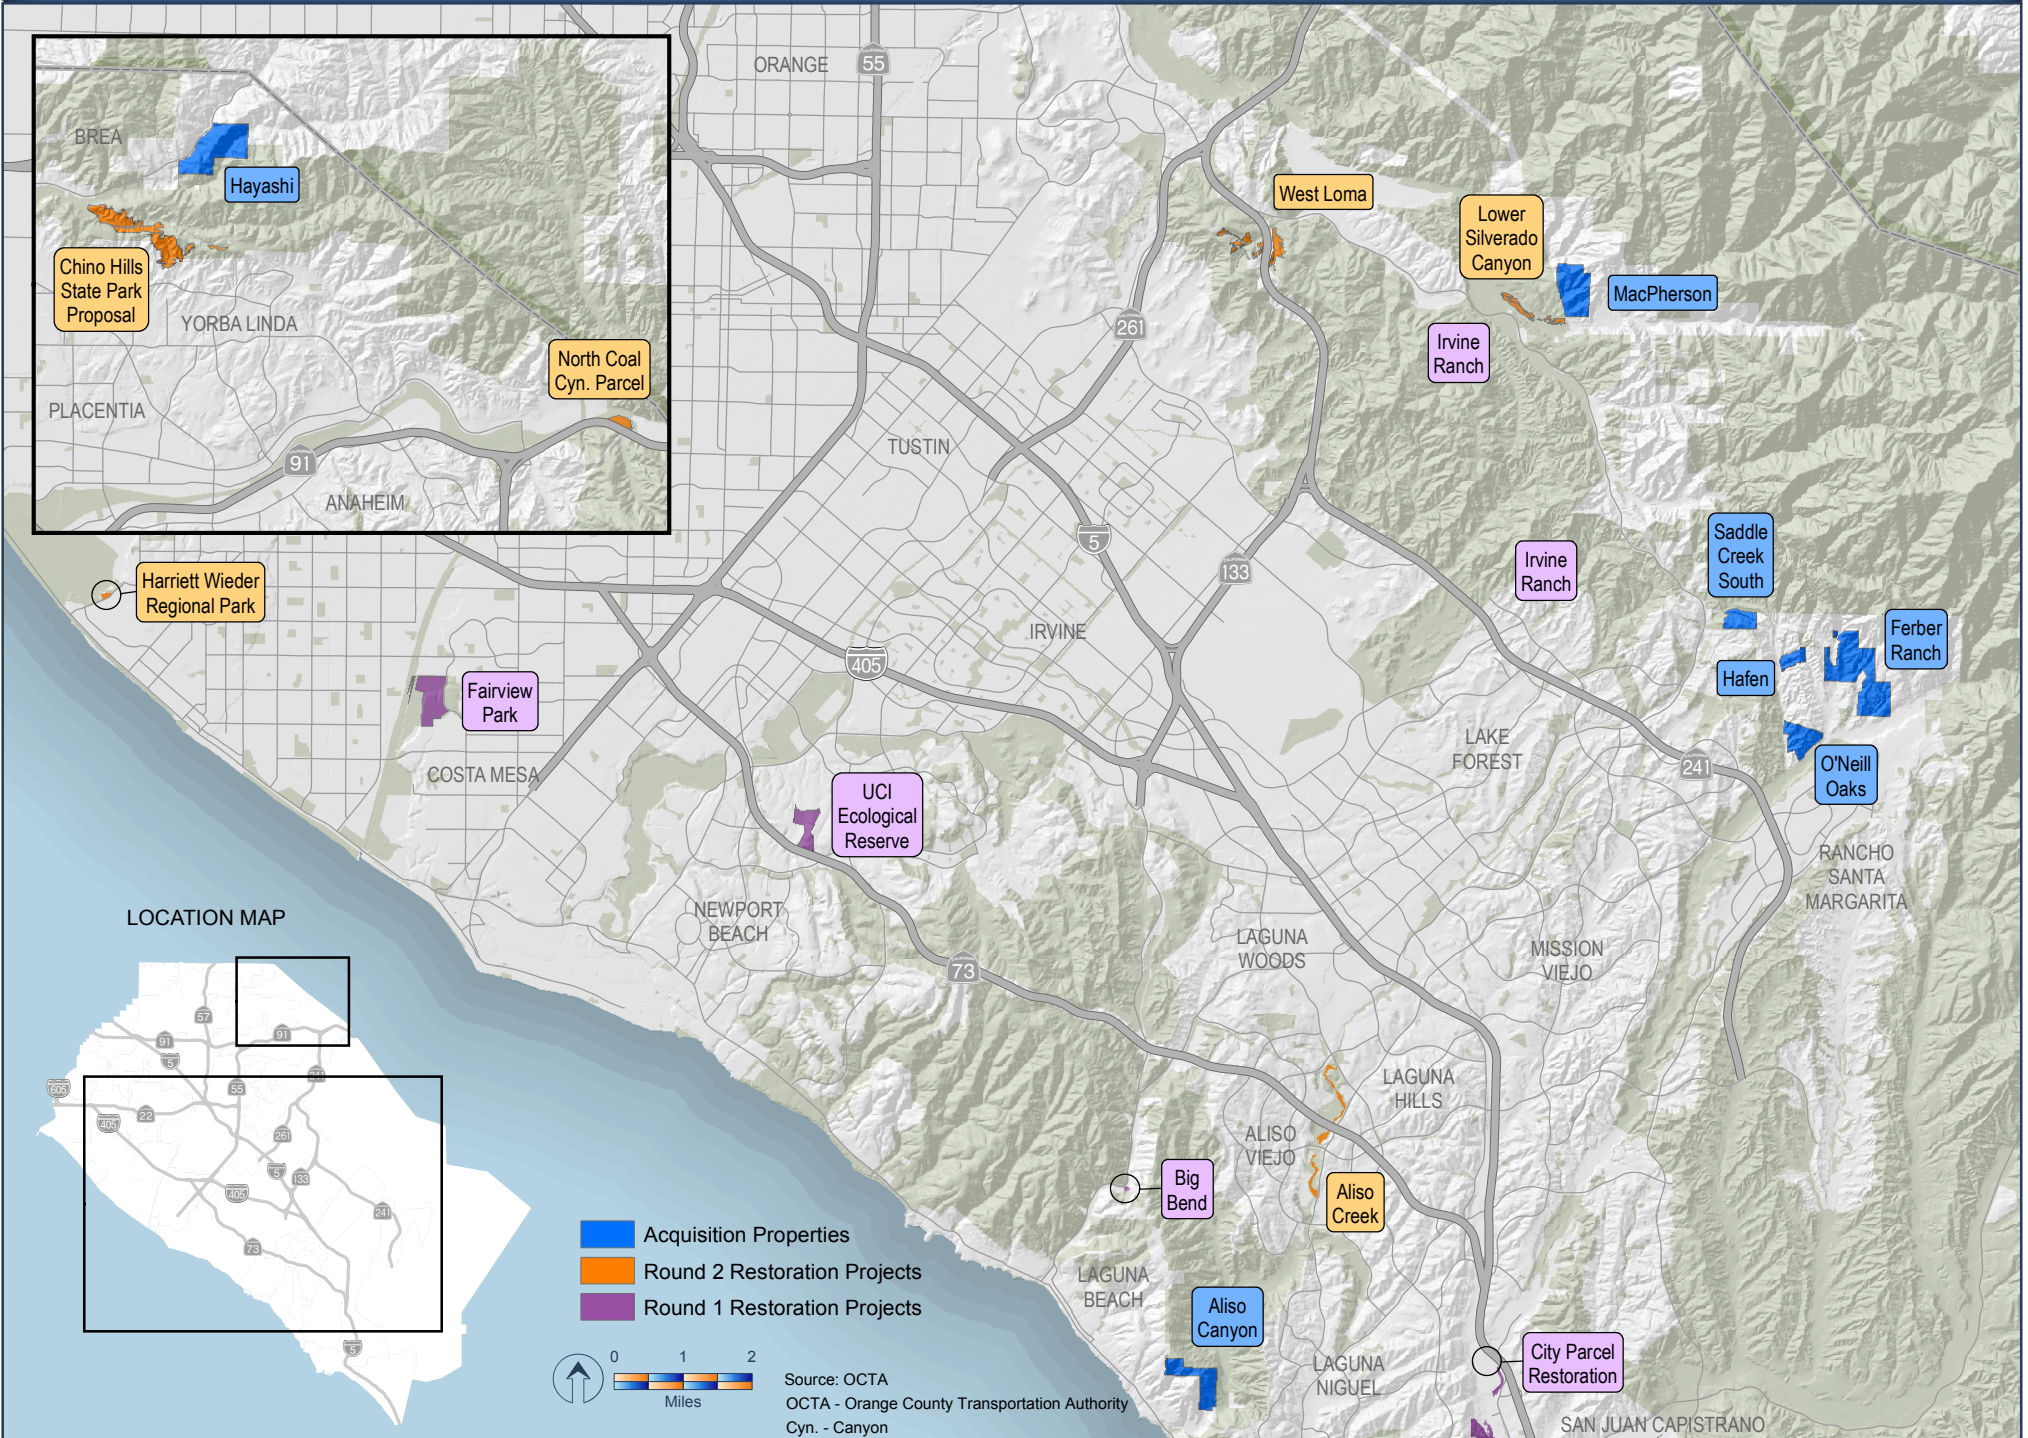 ORANGE
CALIFORNIA
55
BREA
Hayashi
Chino Hills
State Park
Proposal
YORBA LINDA
North Coal
Cyn. Parcel
PLACENTIA
91
ANAHEIM
West Loma
Lower
Silverado
Canyon
MacPherson
261
Irvine
Ranch
TUSTIN
5
133
Irvine
Ranch
Saddle
Creek
South
Ferber
Ranch
Hafen
Harriett Wieder
Regional Park
IRVINE
405
Fairview
Park
COSTA MESA
LAKE
FOREST
241
O'Neill
Oaks
UCI
Ecological
Reserve
RANCHO
SANTA
MARGARITA
NEWPORT
BEACH
LAGUNA
WOODS
MISSION
VIEJO
73
LAGUNA
HILLS
ALISO
VIEJO
Big
Bend
Aliso
Creek
LAGUNA
BEACH
Aliso
Canyon
LAGUNA
NIGUEL
City Parcel
Restoration
SAN JUAN CAPISTRANO
LOCATION MAP
57
91
91
5
241
605
55
22
405
261
5
133
405
241
73
5
Acquisition Properties
Round 2 Restoration Projects
Round 1 Restoration Projects
0 1 2
Miles
Source: OCTA
OCTA - Orange County Transportation Authority
Cyn. - Canyon